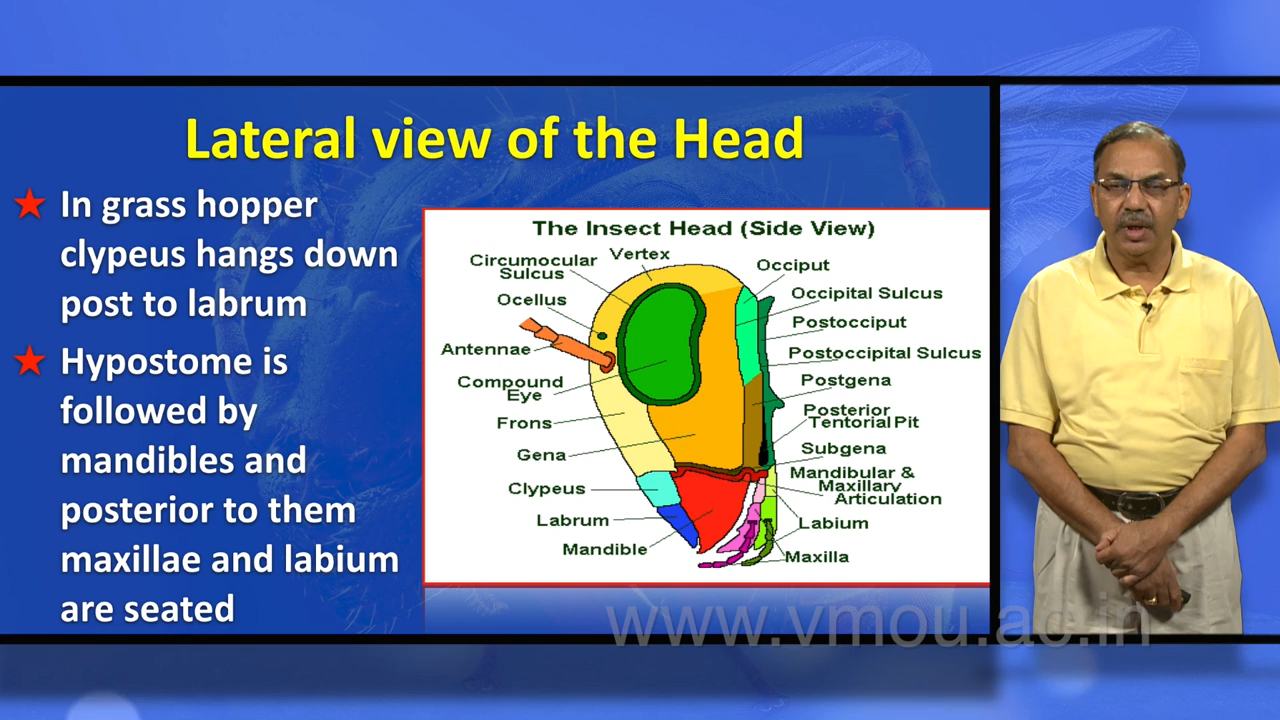 Lateral view of the Head
In grass hopper
clypeus hangs down
post to labrum
Hypostome is
followed by
mandibles and
posterior to them
maxillae and labium
are seated
The Insect Head (Side View)
Circumocular
Sulcus
Vertex
Ocellus
Antennae
Compound
Eye
Frons
Gena
Clypeus
Labrum
Mandible
Occiput
Occipital Sulcus
Postocciput
Postoccipital Sulcus
Postgena
Posterior
Tentorial Pit
Subgena
Mandibular &
Maxillary
Articulation
Labium
Maxilla
www.vmou.ac.in